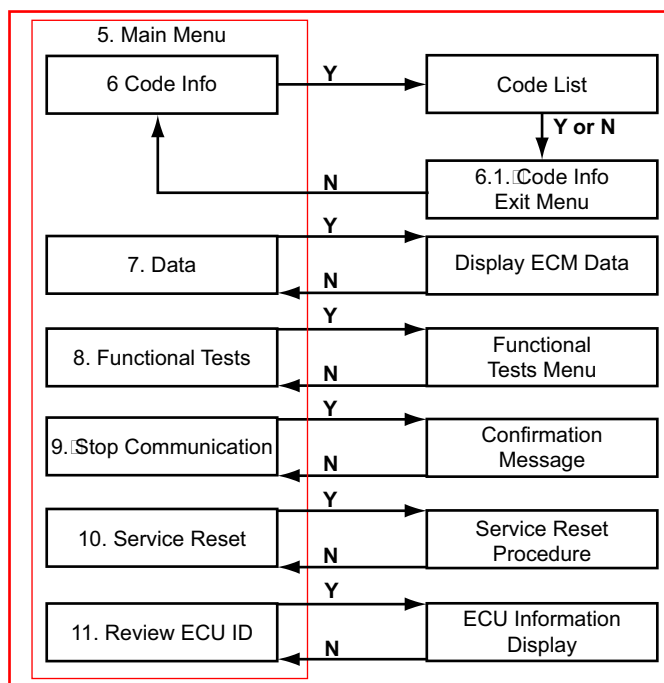 5. Main Menu
6 Code Info
Y
Code List
Y or N
N
6.1. Code Info
Exit Menu
Y
7. Data
Display ECM Data
N
Y
8. Functional Tests
Functional
Tests Menu
N
Y
9. Stop Communication
Confirmation
Message
N
Y
10. Service Reset
Service Reset
Procedure
N
Y
11. Review ECU ID
ECU Information
Display
N